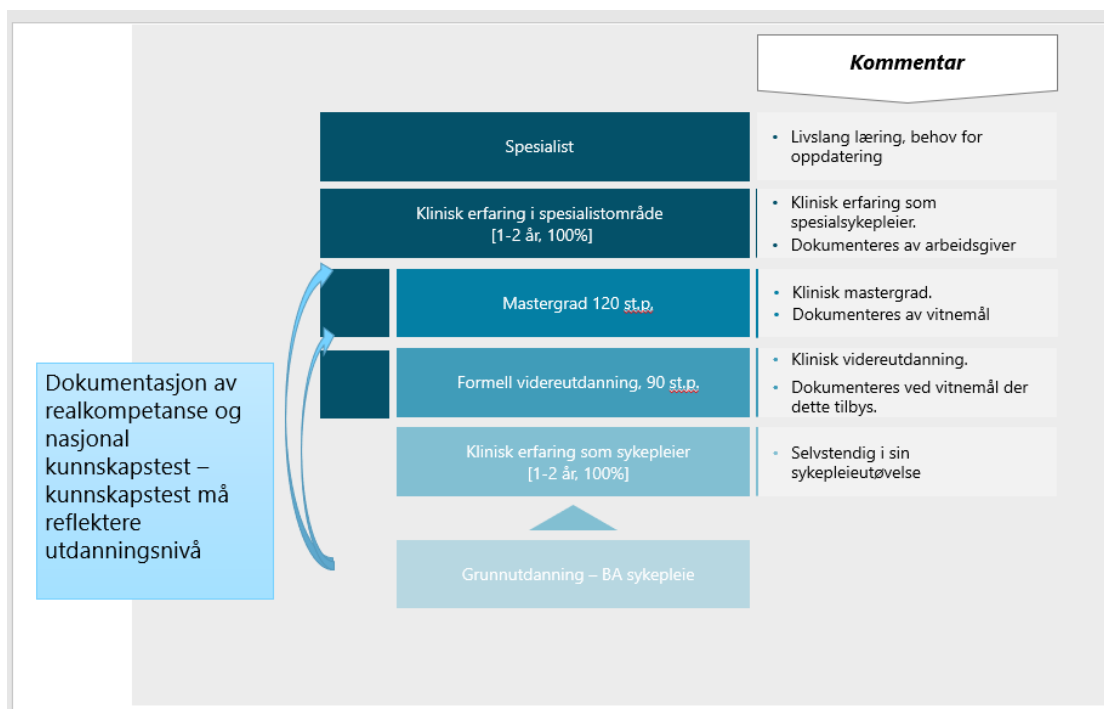 Kommentar
Spesialist
• Livslang læring, behov for
oppdatering
Klinisk erfaring i spesialistområde
[1-2 år, 100%]
• Klinisk erfaring som
spesialsykepleier.
• Dokumenteres av arbeidsgiver
Mastergrad 120 st.p.
• Klinisk mastergrad.
• Dokumenteres av vitnemål
Formell videreutdanning, 90 st.p.
• Klinisk videreutdanning.
• Dokumenteres ved vitnemål der
dette tilbys.
Klinisk erfaring som sykepleier
[1-2 år, 100%]
• Selvstendig i sin
sykepleieutøvelse
Grunnutdanning – BA sykepleie
Dokumentasjon av
realkompetanse og
nasjonal
kunnskapstest –
kunnskapstest må
reflektere
utdanningsnivå